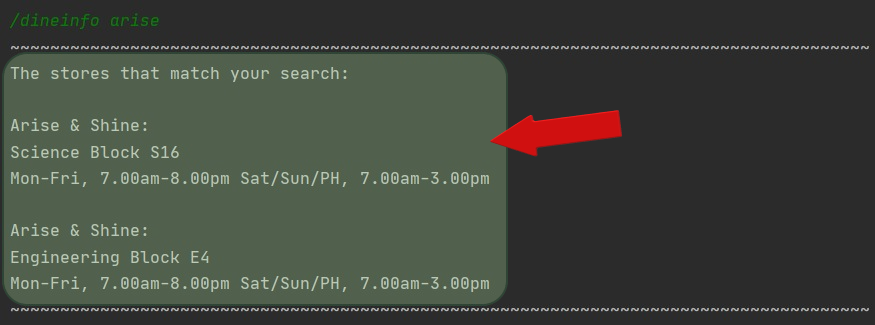 /dineinfo arise
~~~~~~~~~~~~~~~~~~~~~~~~~~~~~~~~~~~~~~~~~~~~~~~~~~~~~~~~~~~~~~~~~~~~~~~~~~~~~~~~~~~~~~
The stores that match your search:
Arise & Shine:
Science Block S16
Mon-Fri, 7.00am-8.00pm Sat/Sun/PH, 7.00am-3.00pm
Arise & Shine:
Engineering Block E4
Mon-Fri, 7.00am-8.00pm Sat/Sun/PH, 7.00am-3.00pm
~~~~~~~~~~~~~~~~~~~~~~~~~~~~~~~~~~~~~~~~~~~~~~~~~~~~~~~~~~~~~~~~~~~~~~~~~~~~~~~~~~~~~~